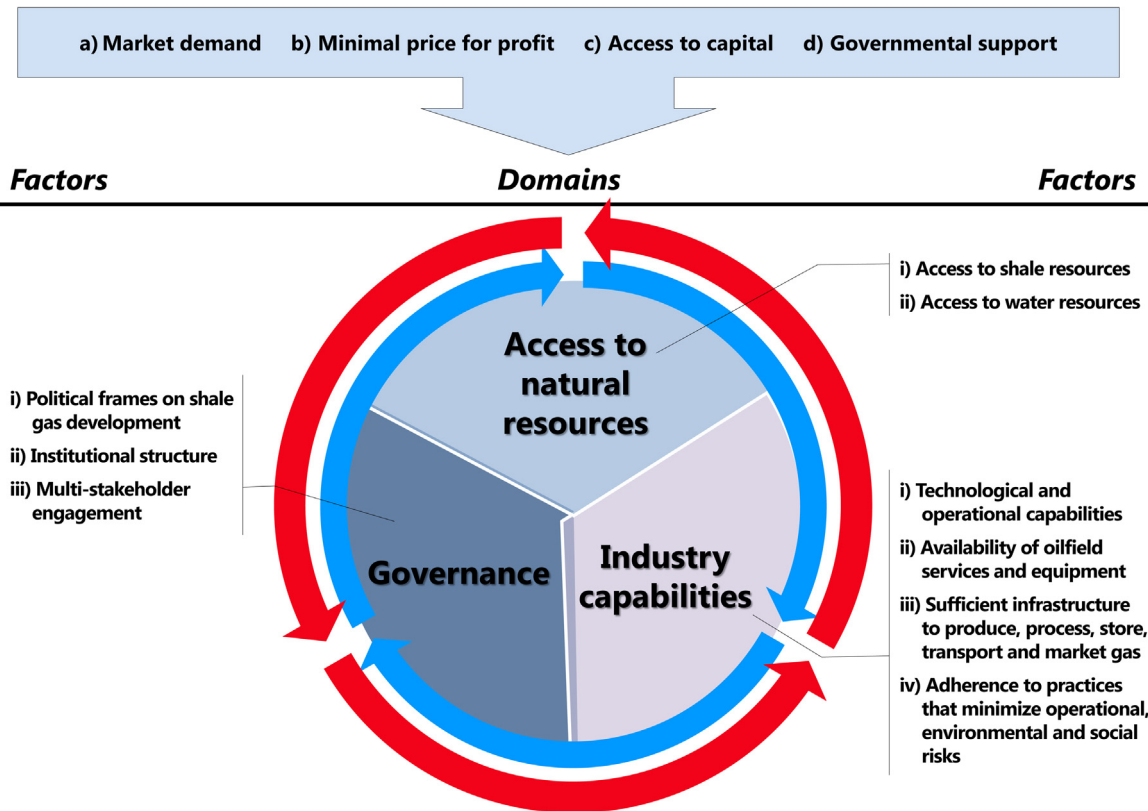 a) Market demand b) Minimal price for profit c) Access to capital d) Governmental support
Factors Domains Factors
i) Access to shale resources
ii) Access to water resources
Access to
natural
resources
i) Political frames on shale
gas development
ii) Institutional structure
iii) Multi-stakeholder
engagement
Governance
Industry
capabilities
i) Technological and
operational capabilities
ii) Availability of oilfield
services and equipment
iii) Sufficient infrastructure
to produce, process, store,
transport and market gas
iv) Adherence to practices
that minimize operational,
environmental and social
risks